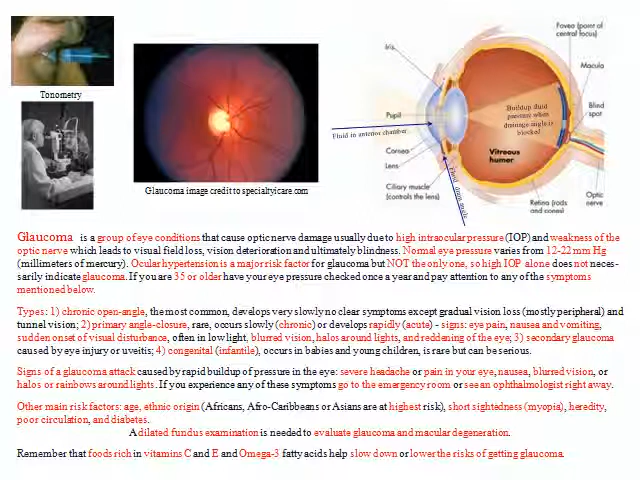 Tonometry
Glaucoma image credit to specialtyicare.com
Fovea (point of
central focus)
Iris
Macula
Pupil
Buildup fluid
pressure when
drainage angle is
blocked
Blind
spot
Fluid in anterior chamber
Cornea
Lens
Vitreous
humer
Ciliary muscle
(controls the lens)
Fluid drain angle
Retina (rods
and cones)
Optic
nerve
Glaucoma is a group of eye conditions that cause optic nerve damage usually due to high intraocular pressure (IOP) and weakness of the
optic nerve which leads to visual field loss, vision deterioration and ultimately blindness. Normal eye pressure varies from 12-22 mm Hg
(millimeters of mercury). Ocular hypertension is a major risk factor for glaucoma but NOT the only one, so high IOP alone does not neces-
sarily indicate glaucoma. If you are 35 or older have your eye pressure checked once a year and pay attention to any of the symptoms
mentioned below.
Types: 1) chronic open-angle, the most common, develops very slowly no clear symptoms except gradual vision loss (mostly peripheral) and
tunnel vision; 2) primary angle-closure, rare, occurs slowly (chronic) or develops rapidly (acute) - signs: eye pain, nausea and vomiting,
sudden onset of visual disturbance, often in low light, blurred vision, halos around lights, and reddening of the eye; 3) secondary glaucoma
caused by eye injury or uveitis; 4) congenital (infantile), occurs in babies and young children, is rare but can be serious.
Signs of a glaucoma attack caused by rapid buildup of pressure in the eye: severe headache or pain in your eye, nausea, blurred vision, or
halos or rainbows around lights. If you experience any of these symptoms go to the emergency room or see an ophthalmologist right away.
Other main risk factors: age, ethnic origin (Africans, Afro-Caribbeans or Asians are at highest risk), short sightedness (myopia), heredity,
poor circulation, and diabetes.
A dilated fundus examination is needed to evaluate glaucoma and macular degeneration.
Remember that foods rich in vitamins C and E and Omega-3 fatty acids help slow down or lower the risks of getting glaucoma.